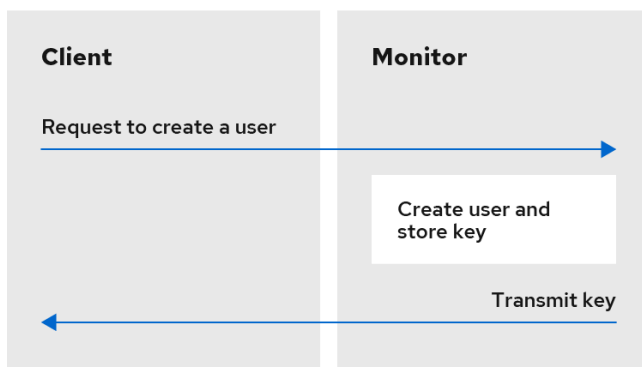 Client
Monitor
Request to create a user
Create user and
store key
Transmit key